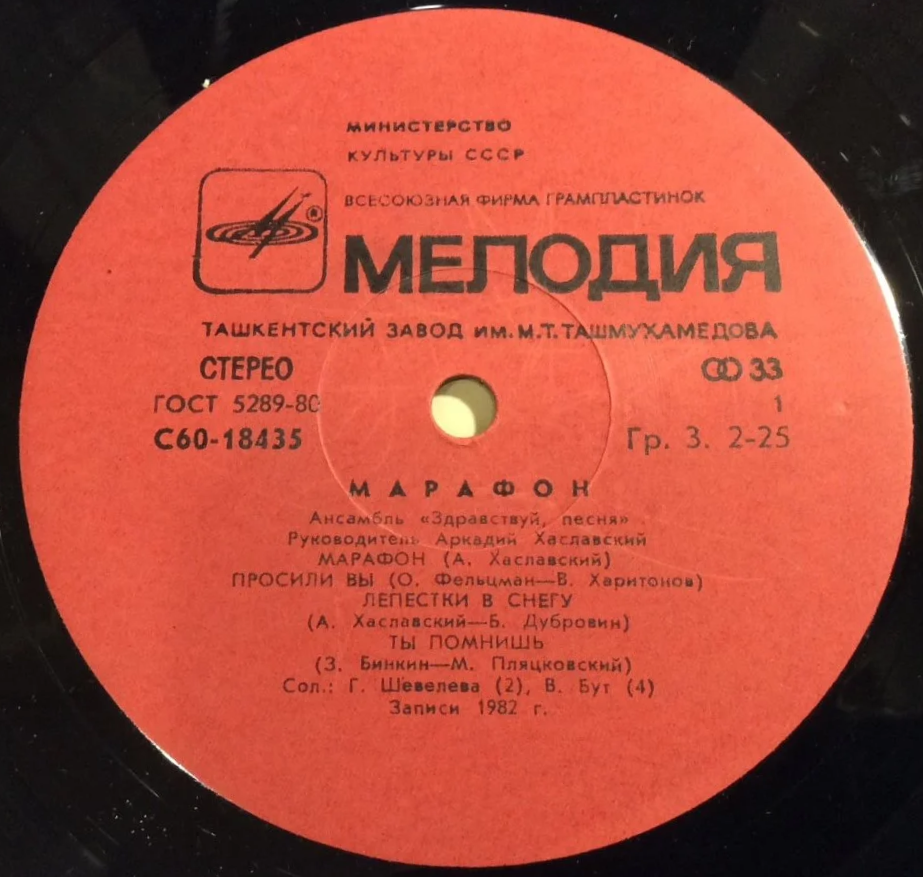 МИНИСТЕРСТВО
КУЛЬТУРЫ СССР
ВСЕСОЮЗНАЯ ФИРМА ГРАМПЛАСТИНОК
®
МЕЛОДИЯ
ТАШКЕНТСКИЙ ЗАВОД ИМ. М.Т. ТАШМУХАМЕДОВА
СТЕРЕО 33
ГОСТ 5289-80 1
С60-18435 Гр. 3. 2-25
МАРАФОН
Ансамбль «Здравствуй, песня»
Руководитель Аркадий Хаславский
МАРАФОН (А. Хаславский)
ПРОСИЛИ ВЫ (О. Фельцман—В. Харитонов)
ЛЕПЕСТКИ В СНЕГУ
(А. Хаславский—Б. Дубровин)
ТЫ ПОМНИШЬ
(З. Бинкин—М. Пляцковский)
Сол.: Г. Шевелева (2), В. Бут (4)
Записи 1982 г.